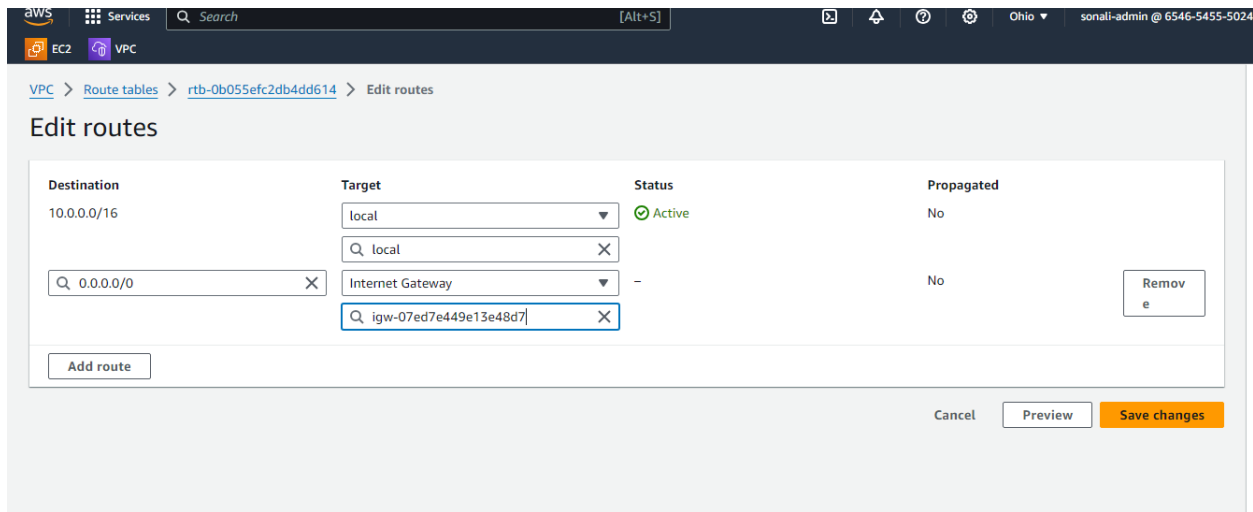 aws Services Search [Alt+S] Ohio ▼ sonali-admin @ 6546-5455-5024
EC2 VPC
VPC > Route tables > rtb-0b055efc2db4dd614 > Edit routes
Edit routes
Destination Target Status Propagated
10.0.0.0/16 local Active No
local
0.0.0.0/0 Internet Gateway – No Remov
e
igw-07ed7e449e13e48d7
Add route
Cancel Preview Save changes